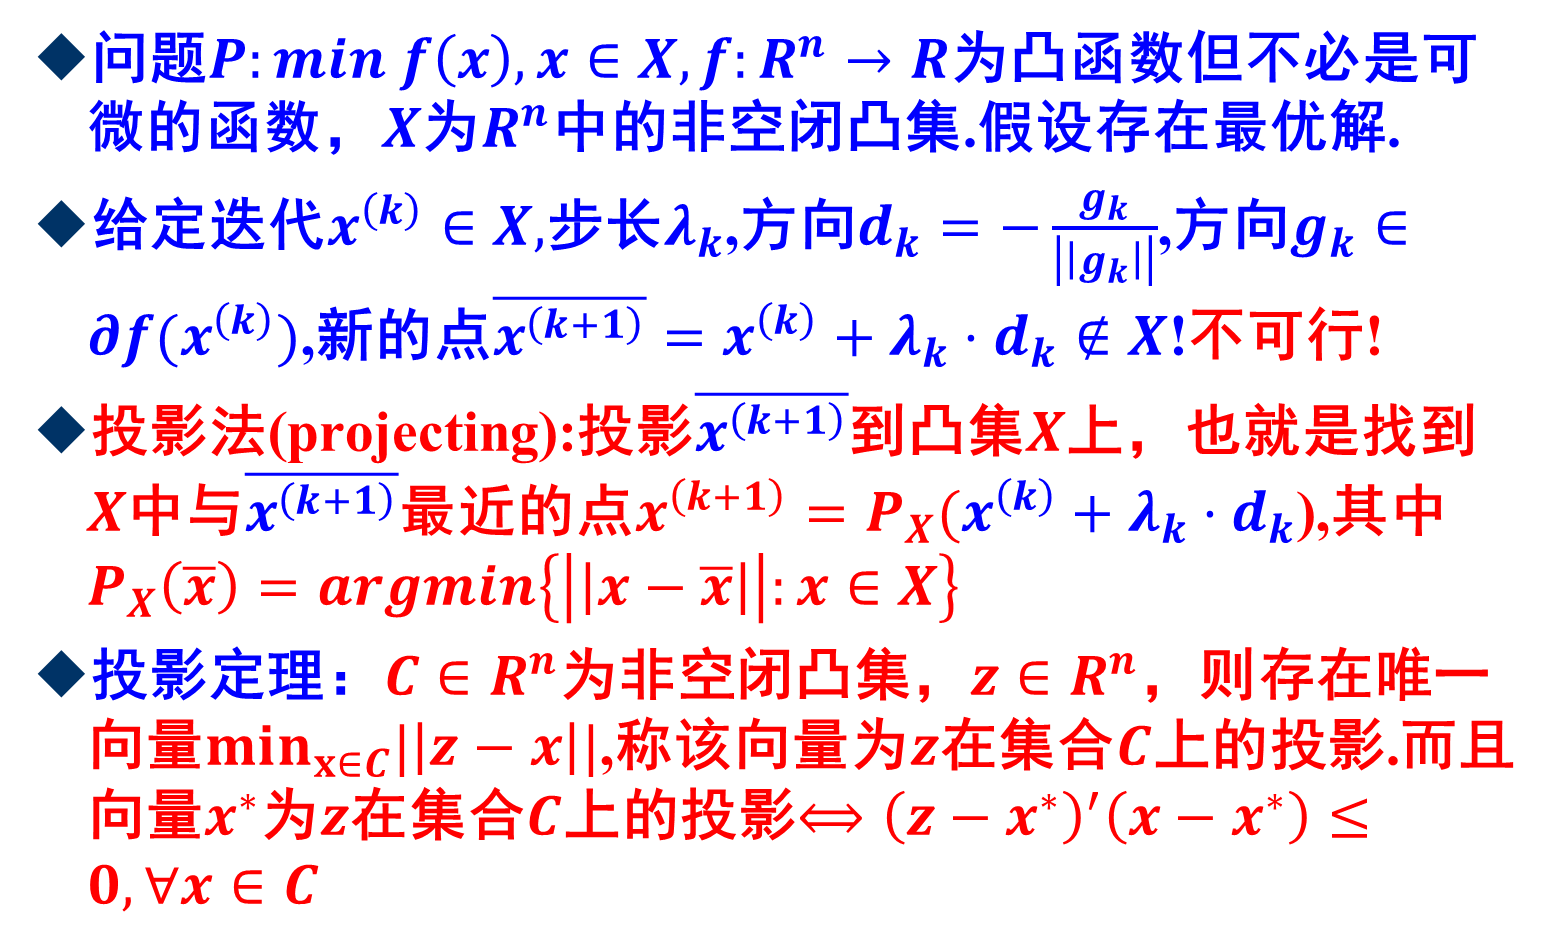 ◆问题P: min f(x), x ∈ X, f: Rⁿ → R为凸函数但不必是可
微的函数，X为Rⁿ中的非空闭凸集.假设存在最优解.
◆给定迭代x⁽ᵏ⁾ ∈ X,步长λₖ,方向dₖ = − gₖ/||gₖ||,方向gₖ ∈
∂f(x⁽ᵏ⁾),新的点\overline{x^{(k+1)}} = x⁽ᵏ⁾ + λₖ · dₖ ∉ X!不可行!
◆投影法(projecting):投影\overline{x^{(k+1)}}到凸集X上，也就是找到
X中与\overline{x^{(k+1)}}最近的点x^{(k+1)} = P_X(x⁽ᵏ⁾ + λₖ · dₖ),其中
P_X(\overline{x}) = argmin{||x − \overline{x}||: x ∈ X}
◆投影定理：C ∈ Rⁿ为非空闭凸集，z ∈ Rⁿ，则存在唯一
向量min_{x∈C}||z − x||,称该向量为z在集合C上的投影.而且
向量x*为z在集合C上的投影⟺ (z − x*)′(x − x*) ≤
0, ∀x ∈ C